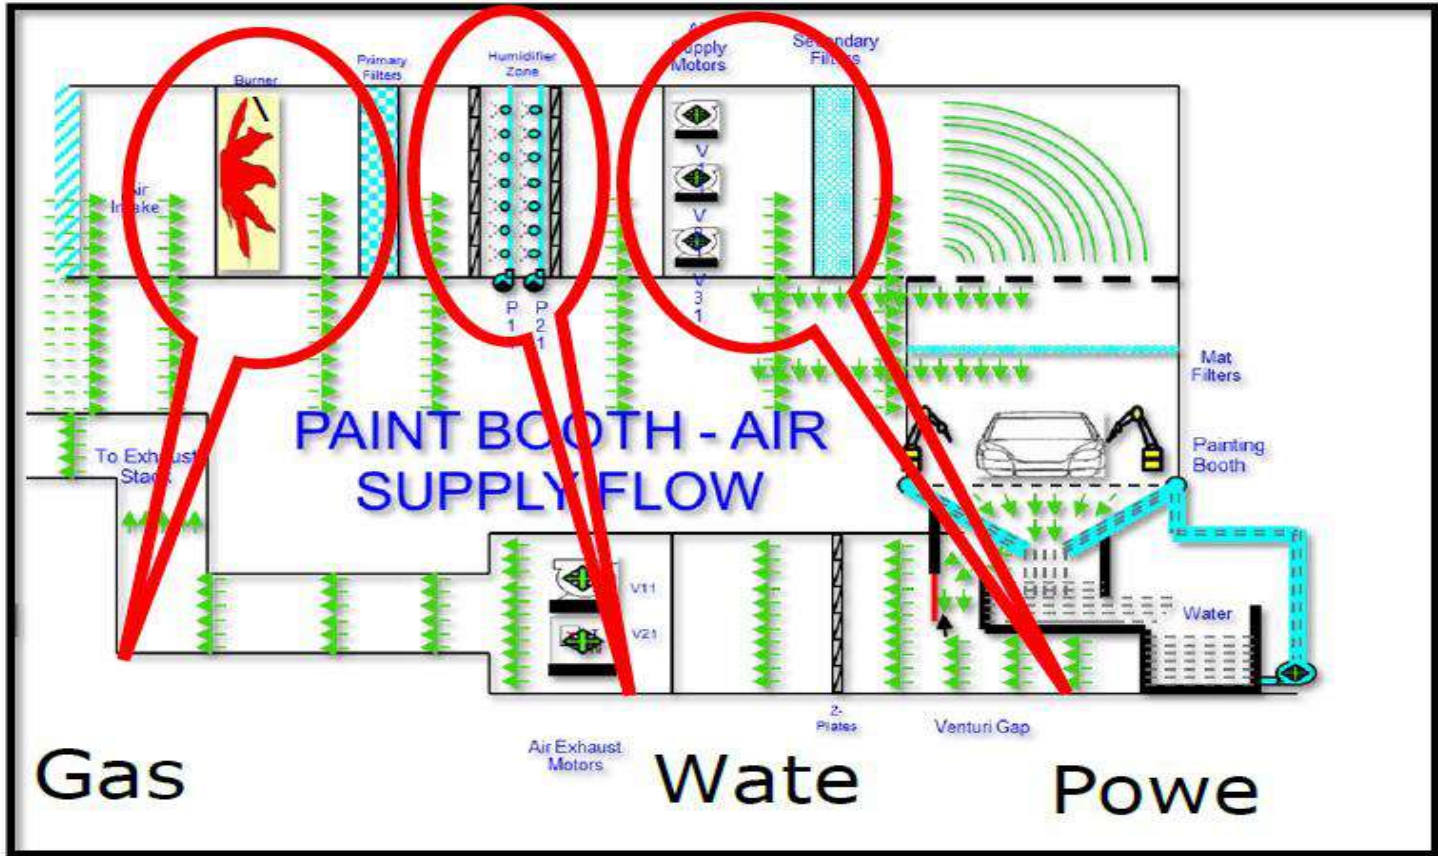 Burner
Primary
Filters
Humidifier
Zone
Supply
Motors
Secondary
Filters
Air
Intake
V
V
V
3
1
P
1
P
2
1
Mat
Filters
PAINT BOOTH - AIR
SUPPLY FLOW
To Exhaust
Stack
Painting
Booth
V11
V21
Water
2-
Plates
Venturi Gap
Air Exhaust
Motors
Gas
Wate
Powe